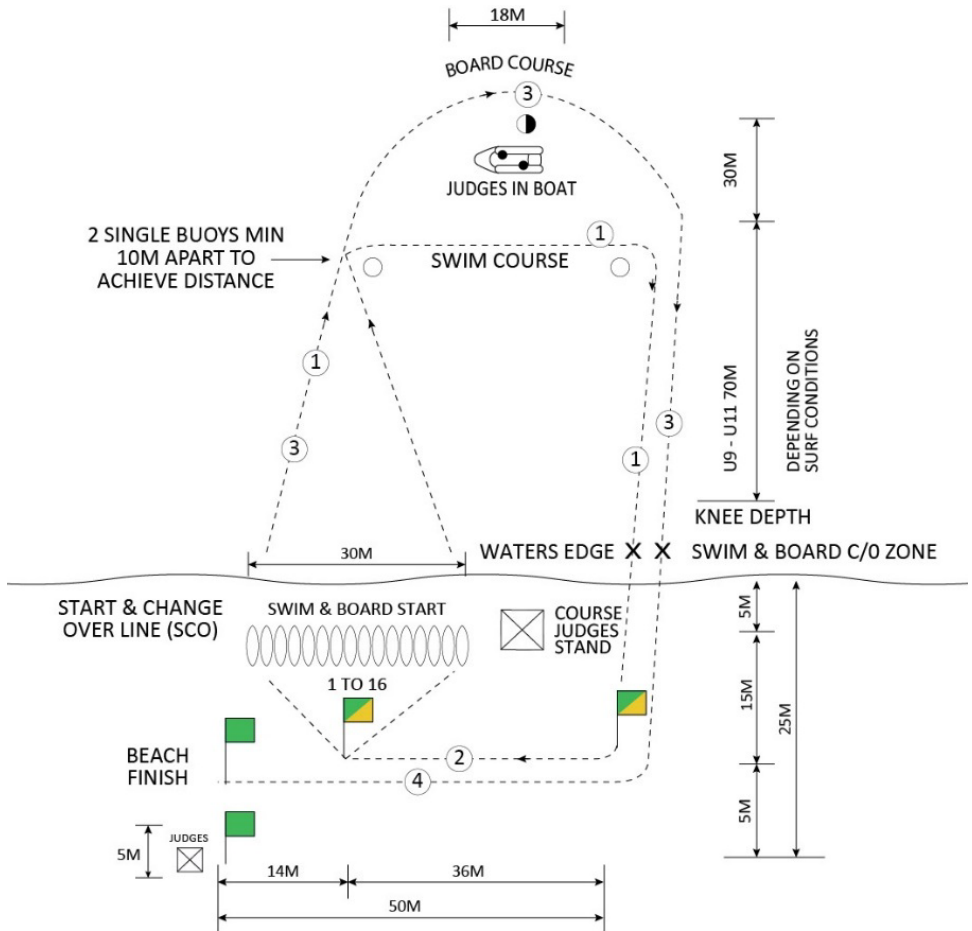 18M
BOARD COURSE
3
JUDGES IN BOAT
30M
2 SINGLE BUOYS MIN
10M APART TO
ACHIEVE DISTANCE
1
SWIM COURSE
1
3
3
1
U9 - U11 70M
DEPENDING ON
SURF CONDITIONS
KNEE DEPTH
30M
WATERS EDGE X X SWIM & BOARD C/0 ZONE
START & CHANGE
OVER LINE (SCO)
SWIM & BOARD START
COURSE
JUDGES
STAND
5M
1 TO 16
15M
25M
BEACH
FINISH
2
4
5M
JUDGES
5M
14M
36M
50M